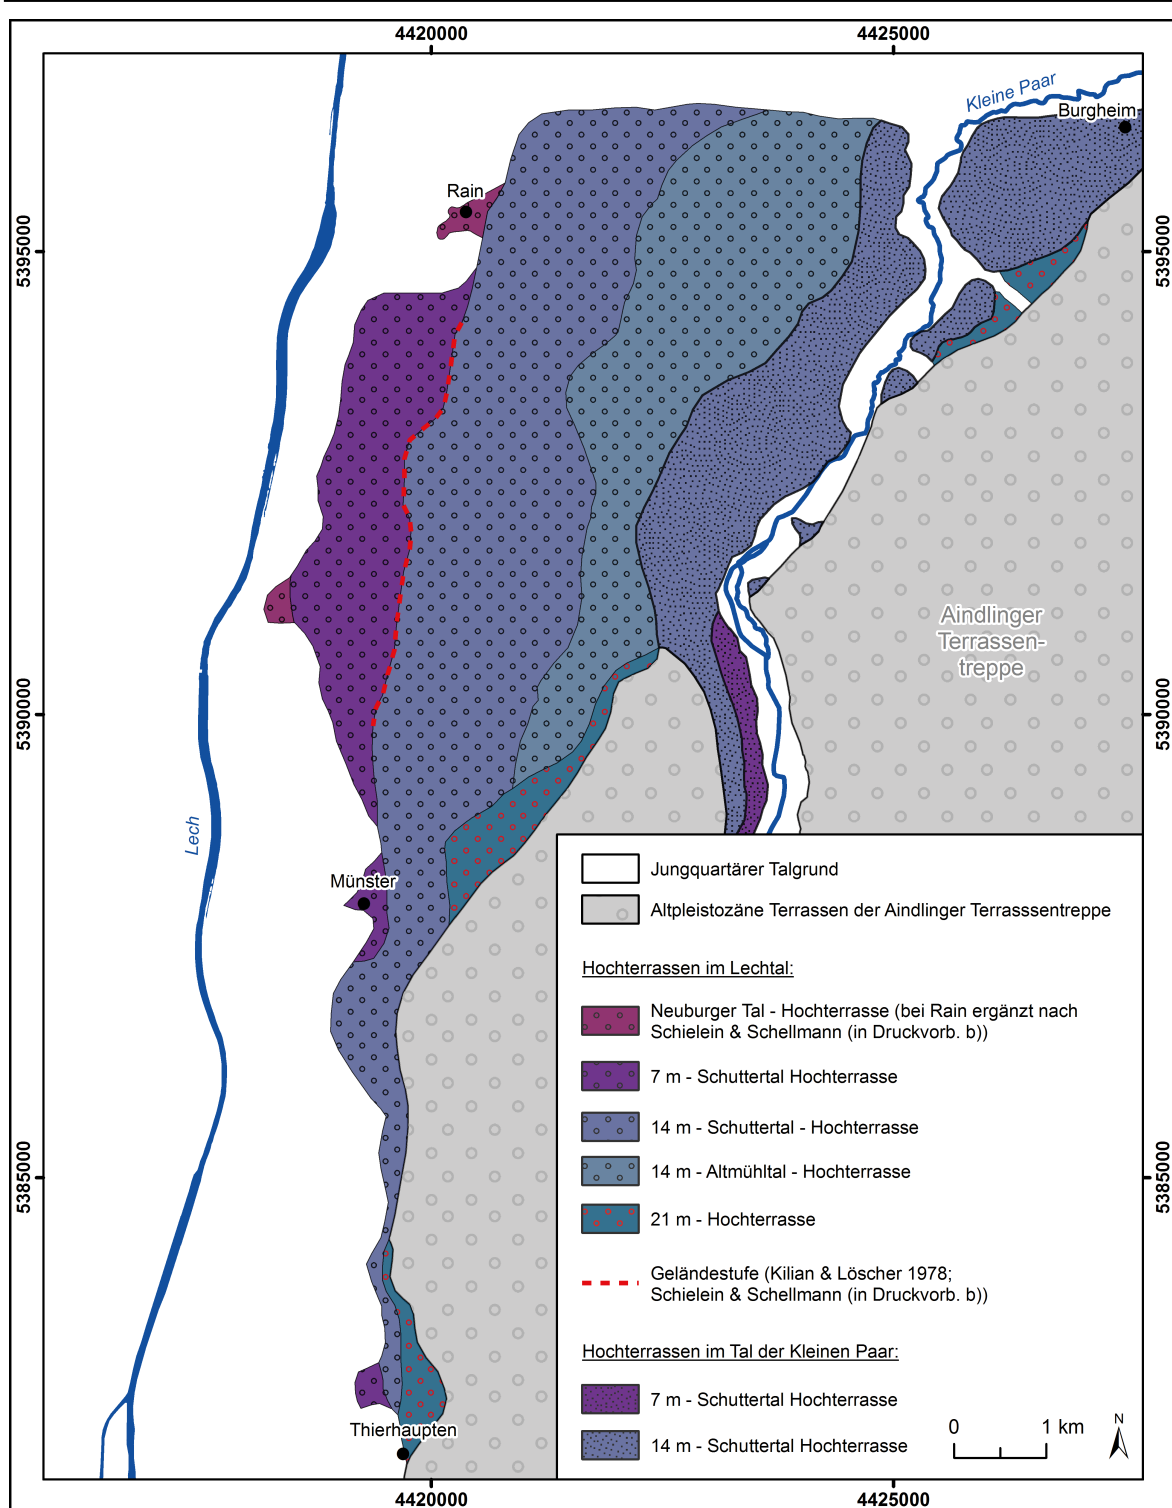 4420000
4425000
Kleine Paar
Burgheim
Rain
5395000
5395000
Aindlinger
Terrassen-
treppe
5390000
5390000
Lech
Münster
Jungquartärer Talgrund
Altpleistozäne Terrassen der Aindlinger Terrasssentreppe
Hochterrassen im Lechtal:
Neuburger Tal - Hochterrasse (bei Rain ergänzt nach
Schielein & Schellmann (in Druckvorb. b))
7 m - Schuttertal Hochterrasse
14 m - Schuttertal - Hochterrasse
14 m - Altmühltal - Hochterrasse
5385000
5385000
21 m - Hochterrasse
Geländestufe (Kilian & Löscher 1978;
Schielein & Schellmann (in Druckvorb. b))
Hochterrassen im Tal der Kleinen Paar:
7 m - Schuttertal Hochterrasse
14 m - Schuttertal Hochterrasse
0 1 km
N
Thierhaupten
4420000
4425000